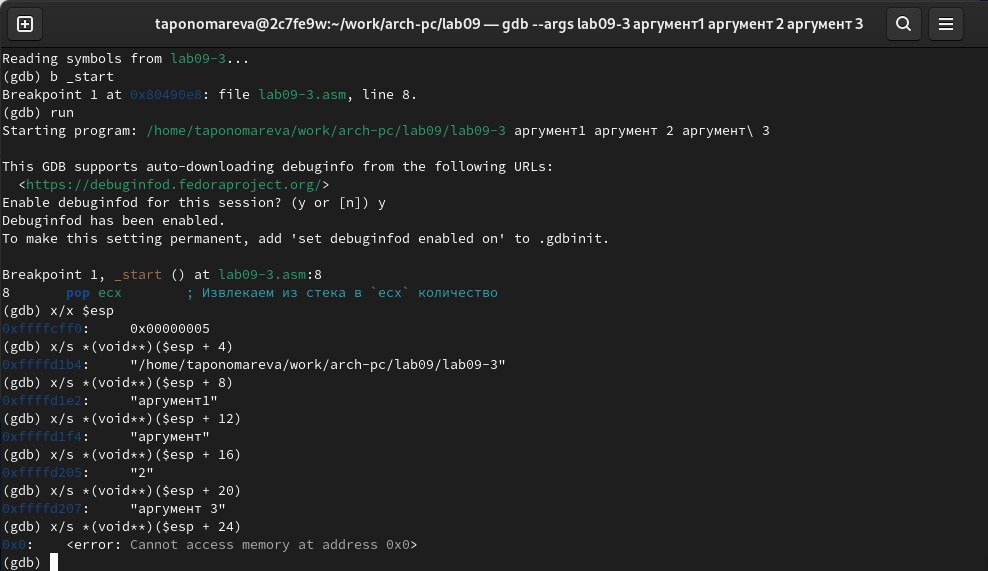 taponomareva@2c7fe9w:~/work/arch-pc/lab09 — gdb --args lab09-3 аргумент1 аргумент 2 аргумент 3
Reading symbols from lab09-3...
(gdb) b _start
Breakpoint 1 at 0x80490e8: file lab09-3.asm, line 8.
(gdb) run
Starting program: /home/taponomareva/work/arch-pc/lab09/lab09-3 аргумент1 аргумент 2 аргумент\ 3
This GDB supports auto-downloading debuginfo from the following URLs:
<https://debuginfod.fedoraproject.org/>
Enable debuginfod for this session? (y or [n]) y
Debuginfod has been enabled.
To make this setting permanent, add 'set debuginfod enabled on' to .gdbinit.
Breakpoint 1, _start () at lab09-3.asm:8
8       pop ecx        ; Извлекаем из стека в `ecx` количество
(gdb) x/x $esp
0xffffcff0:     0x00000005
(gdb) x/s *(void**)($esp + 4)
0xffffd1b4:     "/home/taponomareva/work/arch-pc/lab09/lab09-3"
(gdb) x/s *(void**)($esp + 8)
0xffffd1e2:     "аргумент1"
(gdb) x/s *(void**)($esp + 12)
0xffffd1f4:     "аргумент"
(gdb) x/s *(void**)($esp + 16)
0xffffd205:     "2"
(gdb) x/s *(void**)($esp + 20)
0xffffd207:     "аргумент 3"
(gdb) x/s *(void**)($esp + 24)
0x0:    <error: Cannot access memory at address 0x0>
(gdb)